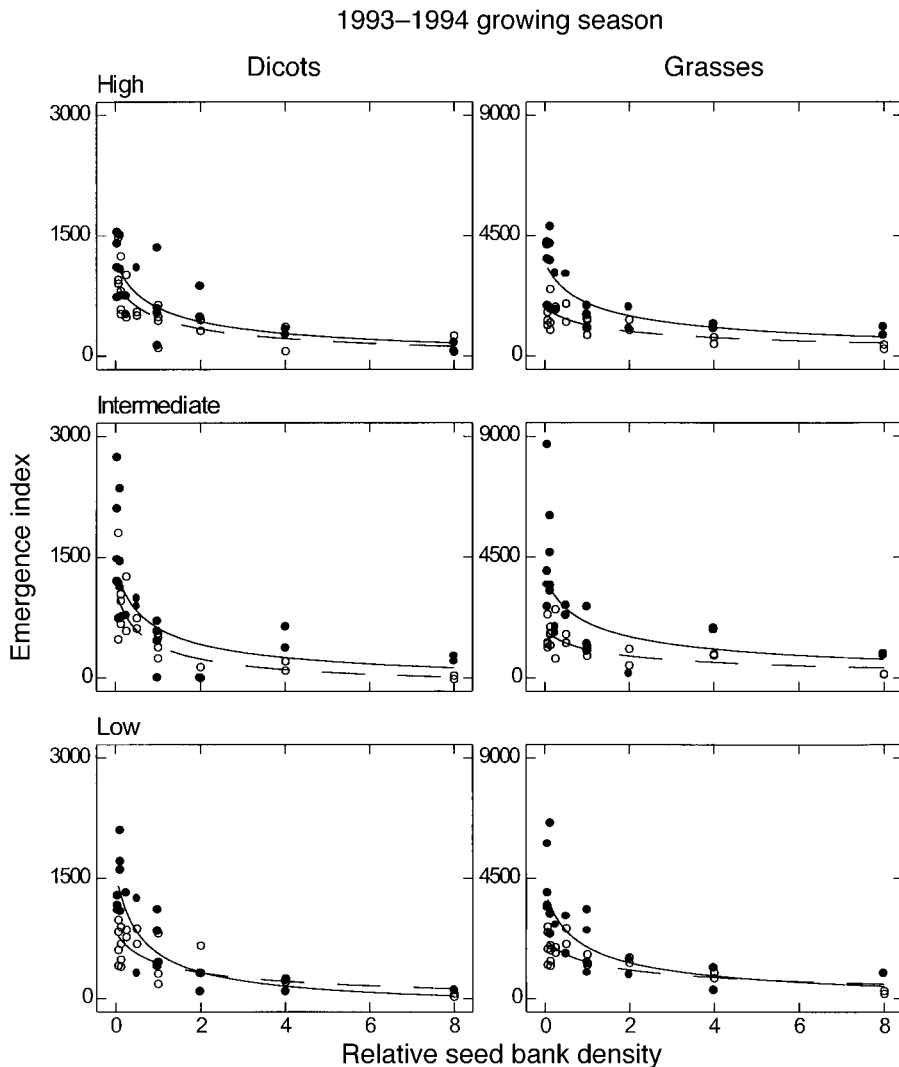 1993–1994 growing season
Dicots
Grasses
High
3000
1500
0
9000
4500
0
Intermediate
3000
1500
0
9000
4500
0
Low
3000
1500
0
9000
4500
0
0 2 4 6 8
0 2 4 6 8
Emergence index
Relative seed bank density